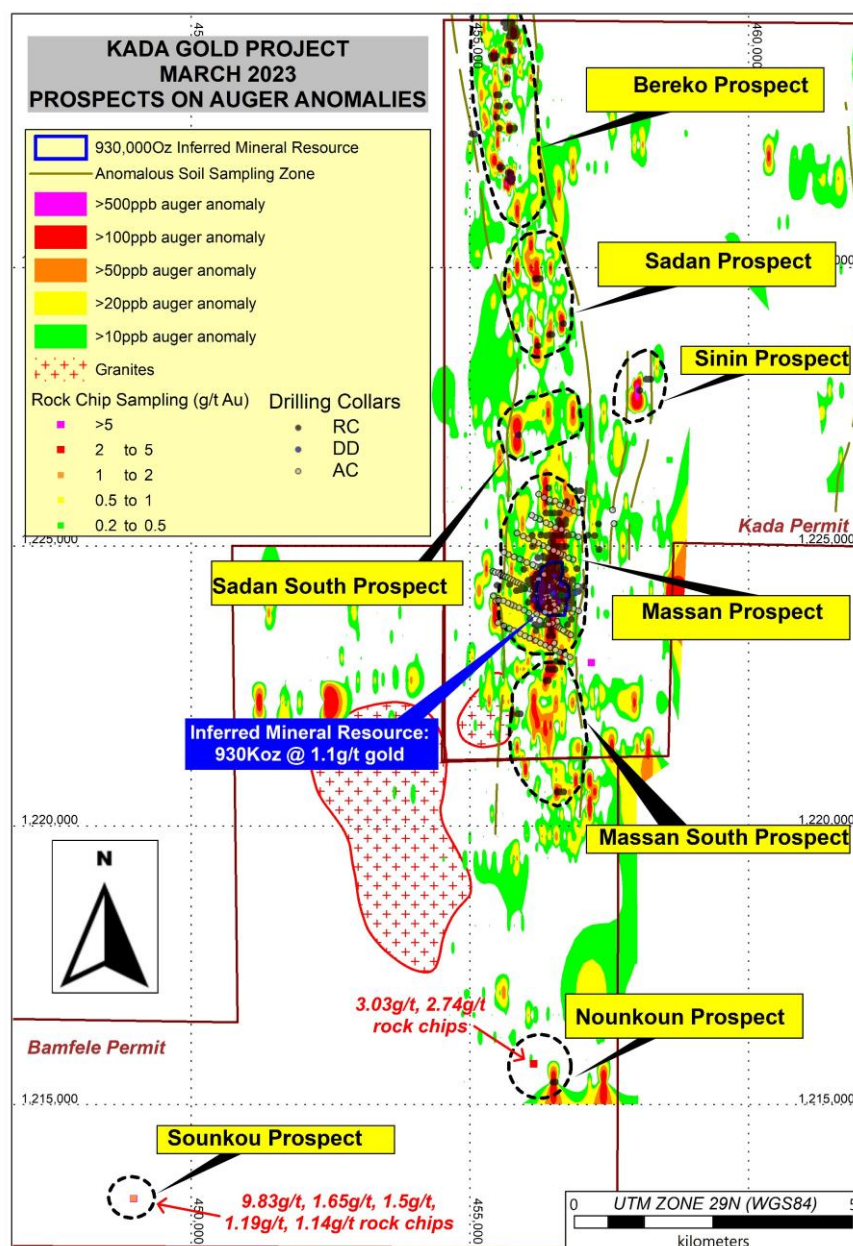 KADA GOLD PROJECT
MARCH 2023
PROSPECTS ON AUGER ANOMALIES
930,000Oz Inferred Mineral Resource
Anomalous Soil Sampling Zone
>500ppb auger anomaly
>100ppb auger anomaly
>50ppb auger anomaly
>20ppb auger anomaly
>10ppb auger anomaly
Granites
Rock Chip Sampling (g/t Au)
>5
2 to 5
1 to 2
0.5 to 1
0.2 to 0.5
Drilling Collars
RC
DD
AC
455,000
460,000
Bereko Prospect
Sadan Prospect
Sinin Prospect
Kada Permit
1,225,000
1,225,000
Sadan South Prospect
Massan Prospect
Inferred Mineral Resource:
930Koz @ 1.1g/t gold
1,220,000
1,220,000
Massan South Prospect
N
3.03g/t, 2.74g/t
rock chips
Nounkoun Prospect
Bamfele Permit
1,215,000
1,215,000
Sounkou Prospect
9.83g/t, 1.65g/t, 1.5g/t,
1.19g/t, 1.14g/t rock chips
450,000
455,000
UTM ZONE 29N (WGS84)
0
5
kilometers